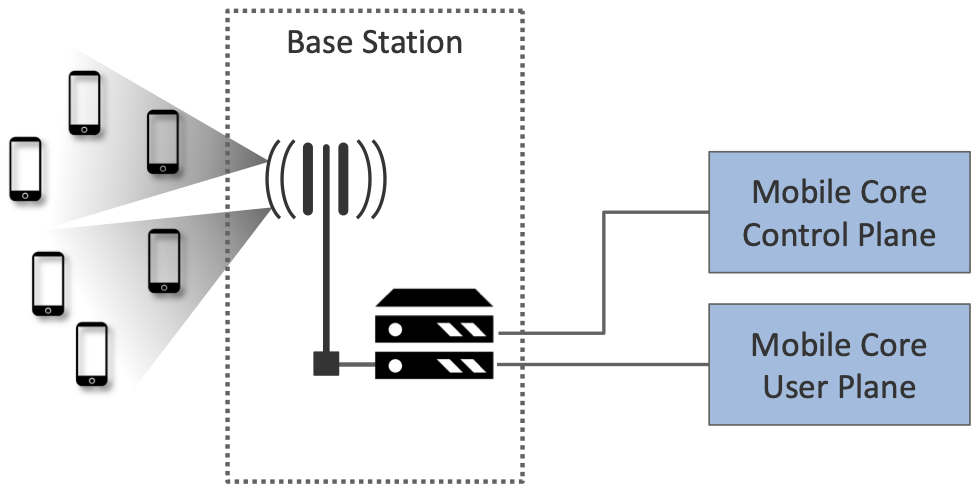 Base Station
Mobile Core
Control Plane
Mobile Core
User Plane